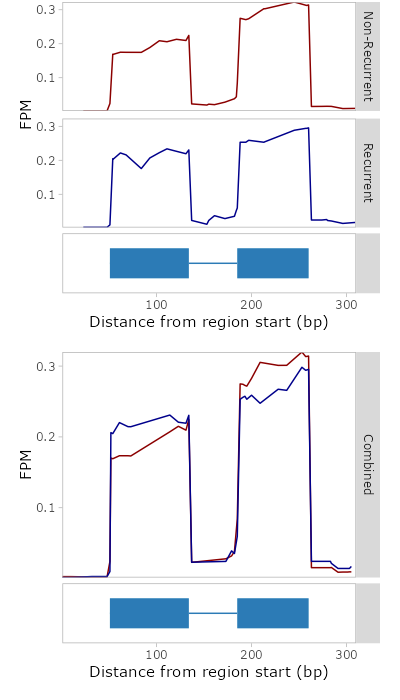 0.3
0.2
0.1
Non-Recurrent
FPM
0.3
0.2
0.1
Recurrent
100 200 300
Distance from region start (bp)
0.3
0.2
0.1
FPM
Combined
100 200 300
Distance from region start (bp)